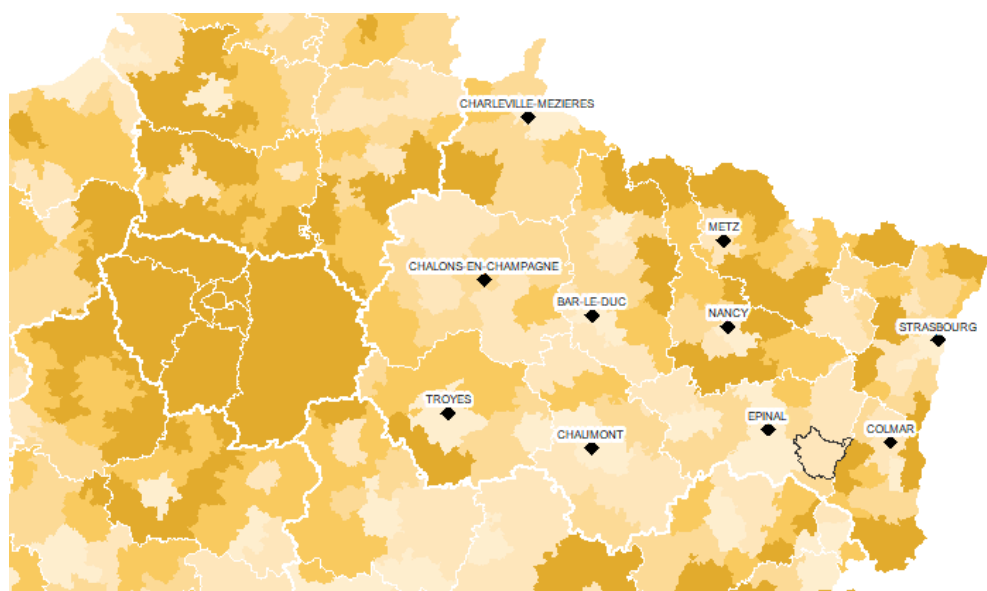 CHARLEVILLE-MEZIERES
METZ
CHALONS-EN-CHAMPAGNE
BAR-LE-DUC
NANCY
STRASBOURG
TROYES
EPINAL
COLMAR
CHAUMONT